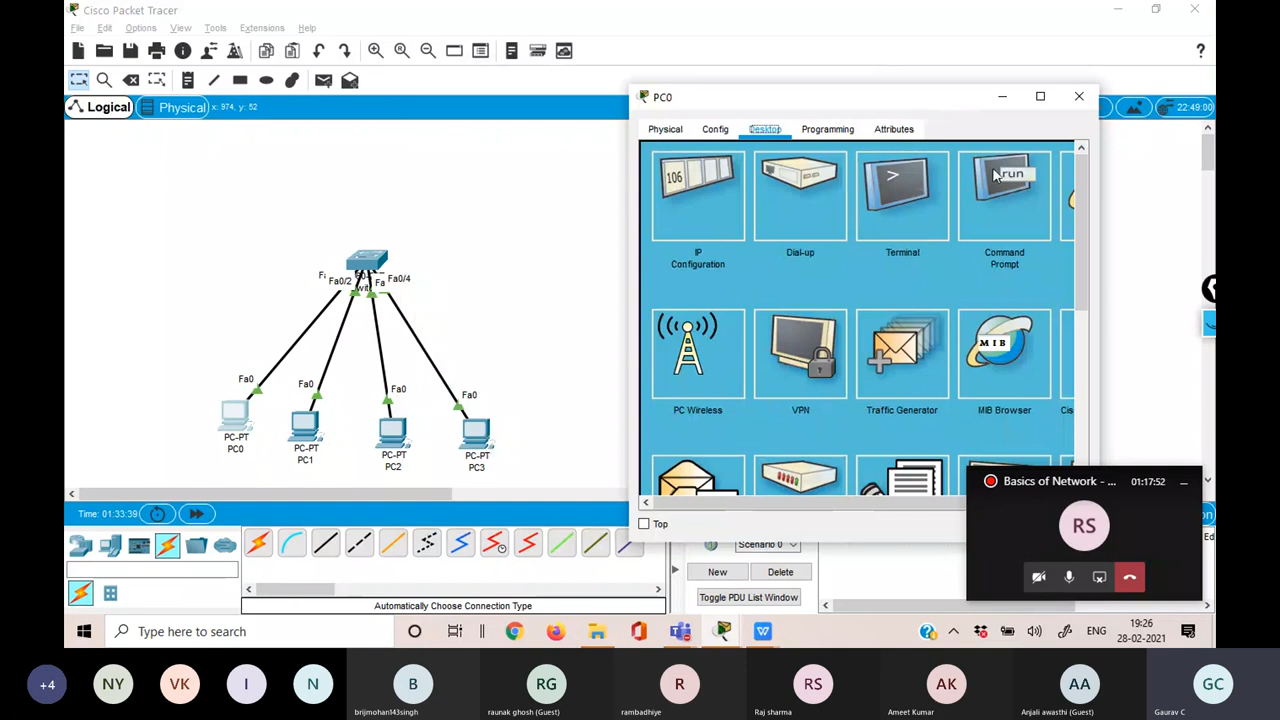 Cisco Packet Tracer
File Edit Options View Tools Extensions Help
?
Logical Physical x: 974, y: 52
22:49:00
PC0
Physical Config Desktop Programming Attributes
106
>
run
IP Configuration
Dial-up
Terminal
Command Prompt
MIB
PC Wireless
VPN
Traffic Generator
MIB Browser
Top
Fa0/2
Fa
Fa0/4
Fa0
Fa0
Fa0
Fa0
PC-PT
PC0
PC-PT
PC1
PC-PT
PC2
PC-PT
PC3
Time: 01:33:39
Scenario 0
New Delete
Toggle PDU List Window
Automatically Choose Connection Type
Basics of Network - ... 01:17:52
RS
Type here to search
W
ENG
19:26
28-02-2021
+4 NY VK I N B RG R RS AK AA GC
brijmohan143singh raunak ghosh (Guest) rambadhiye Raj sharma Ameet Kumar Anjali awasthi (Guest) Gaurav C